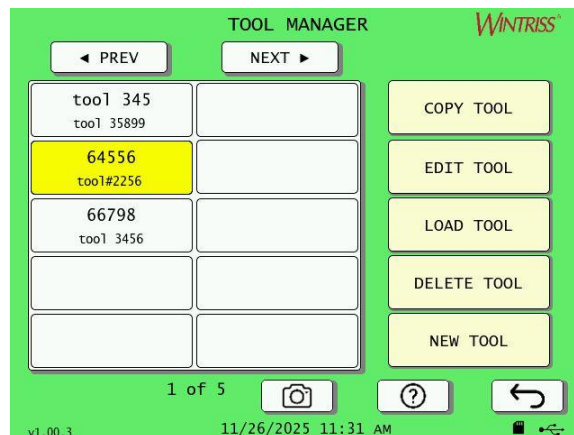 TOOL MANAGER
WINTRISS®
◄ PREV
NEXT ►
tool 345
tool 35899
64556
tool#2256
66798
tool 3456
COPY TOOL
EDIT TOOL
LOAD TOOL
DELETE TOOL
NEW TOOL
1 of 5
?
v1.00.3
11/26/2025 11:31 AM